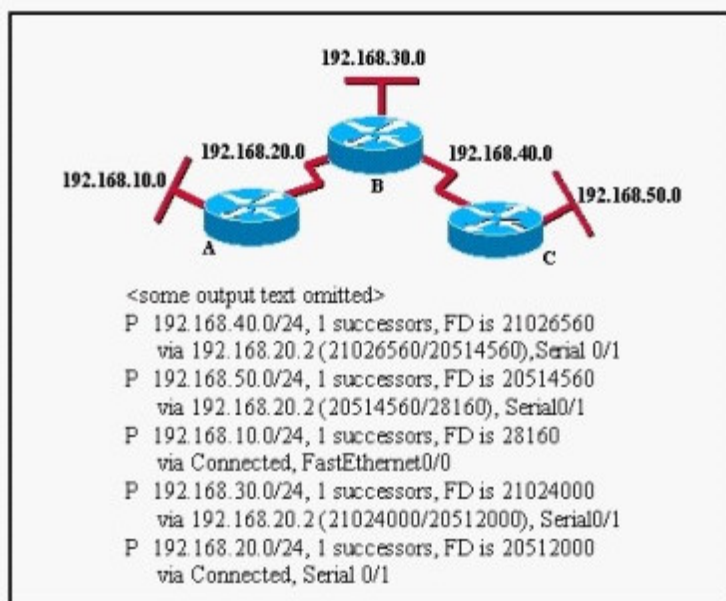 192.168.30.0
192.168.20.0
192.168.40.0
192.168.10.0
192.168.50.0
B
A
C
<some output text omitted>
P 192.168.40.0/24, 1 successors, FD is 21026560
via 192.168.20.2 (21026560/20514560),Serial 0/1
P 192.168.50.0/24, 1 successors, FD is 20514560
via 192.168.20.2 (20514560/28160), Serial0/1
P 192.168.10.0/24, 1 successors, FD is 28160
via Connected, FastEthernet0/0
P 192.168.30.0/24, 1 successors, FD is 21024000
via 192.168.20.2 (21024000/20512000), Serial0/1
P 192.168.20.0/24, 1 successors, FD is 20512000
via Connected, Serial 0/1